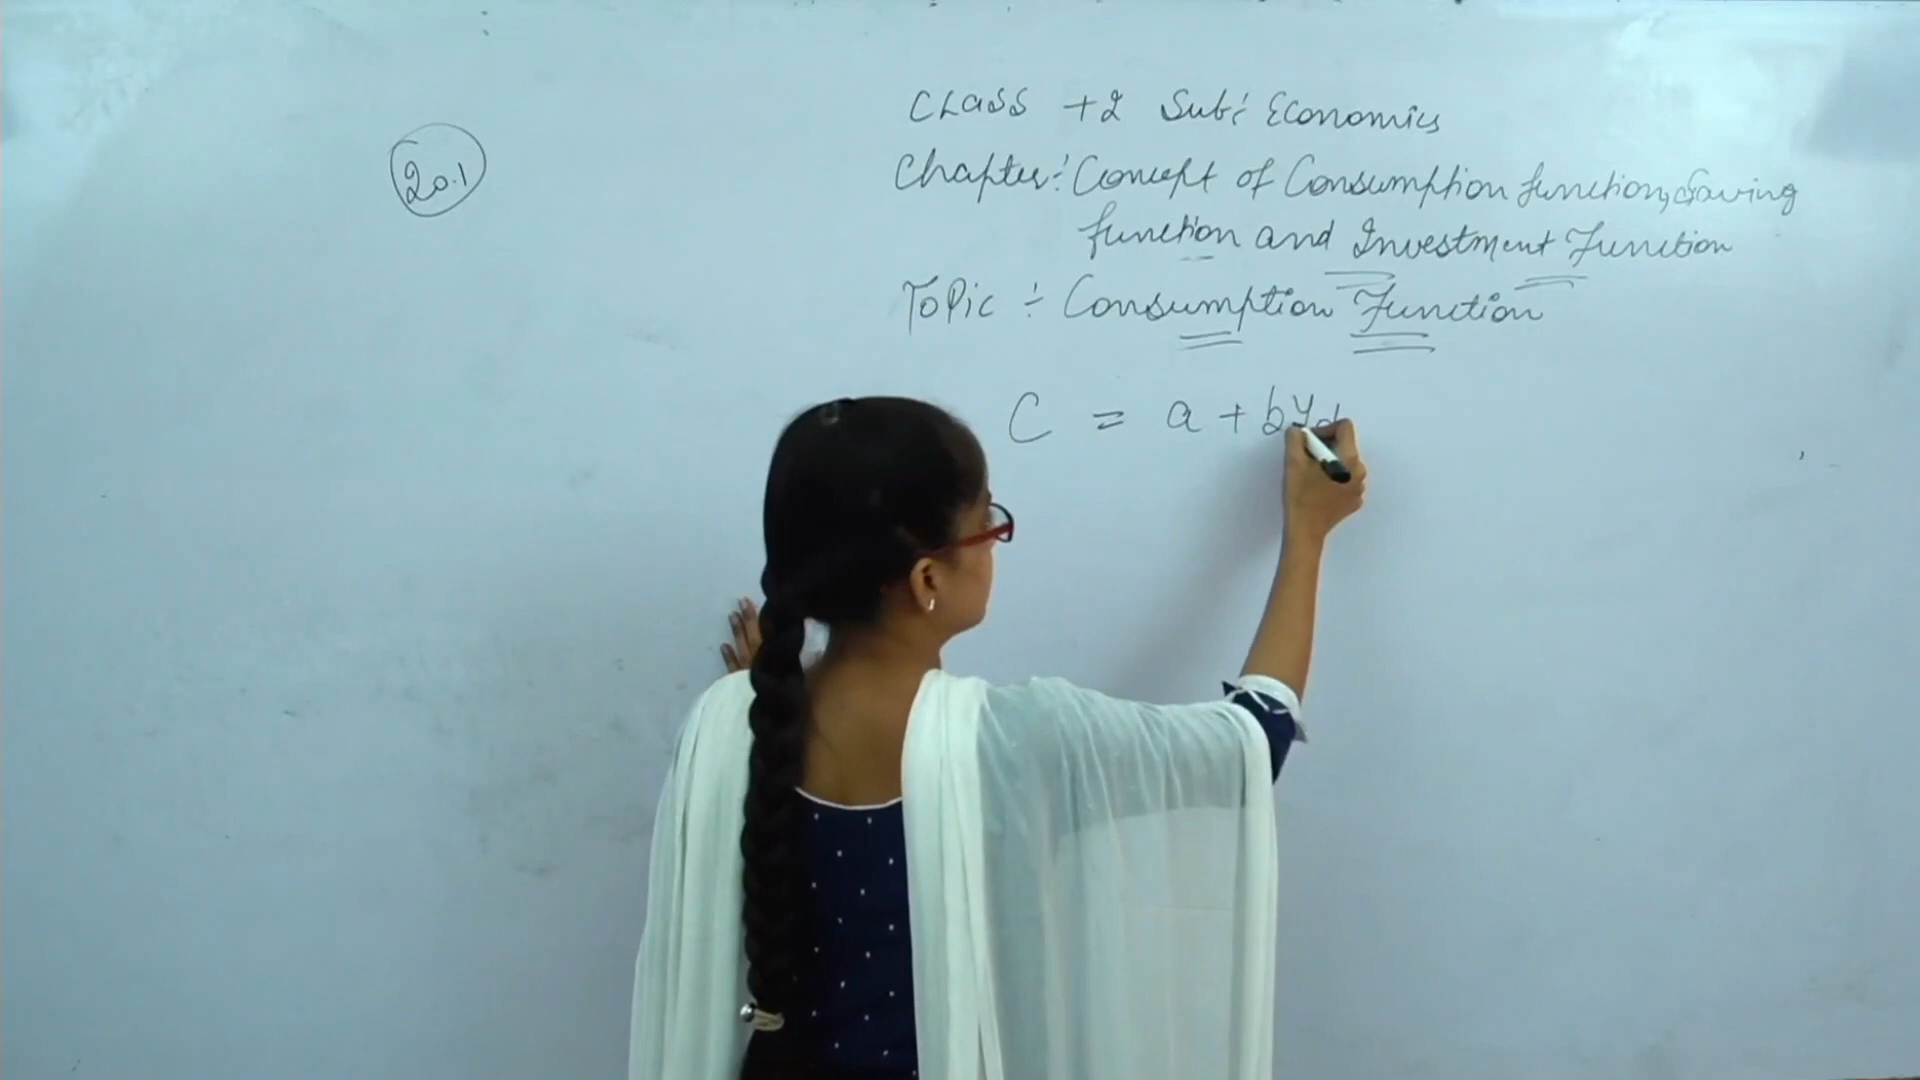 20.1
Class +2 Sub: Economics
Chapter: Concept of Consumption function, Saving
function and Investment Function
Topic: Consumption Function
C = a + bYd